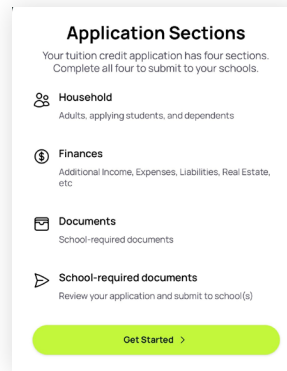 Application Sections
Your tuition credit application has four sections.
Complete all four to submit to your schools.
Household
Adults, applying students, and dependents
Finances
Additional Income, Expenses, Liabilities, Real Estate,
etc
Documents
School-required documents
School-required documents
Review your application and submit to school(s)
Get Started